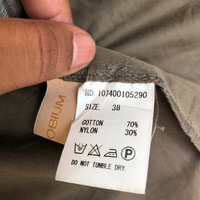 NO. 107400105290
SIZE. 38
COTTON 70%
NYLON 30%
P
DO NOT TUMBLE DRY
OBIUM